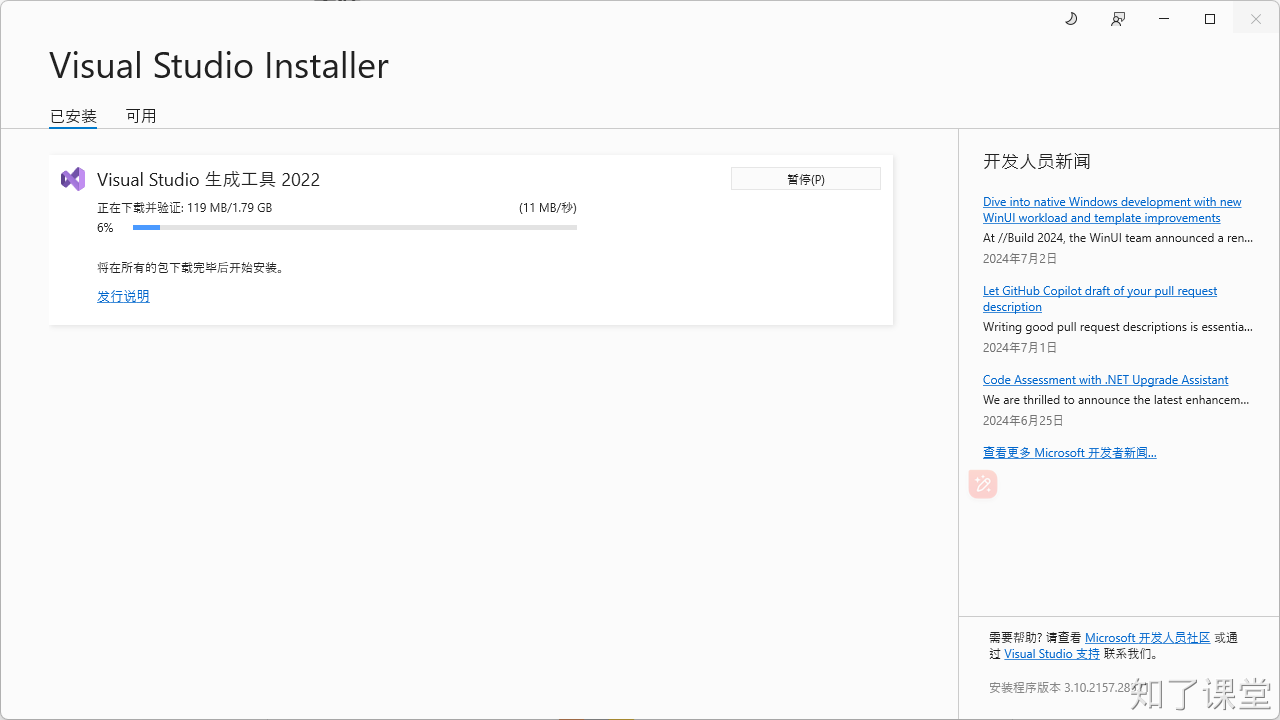 Visual Studio Installer
已安装
可用
Visual Studio 生成工具 2022
暂停(P)
正在下载并验证: 119 MB/1.79 GB
(11 MB/秒)
6%
将在所有的包下载完毕后开始安装。
发行说明
开发人员新闻
Dive into native Windows development with new
WinUI workload and template improvements
At //Build 2024, the WinUI team announced a ren...
2024年7月2日
Let GitHub Copilot draft of your pull request
description
Writing good pull request descriptions is essentia...
2024年7月1日
Code Assessment with .NET Upgrade Assistant
We are thrilled to announce the latest enhancem...
2024年6月25日
查看更多 Microsoft 开发者新闻...
需要帮助? 请查看 Microsoft 开发人员社区 或通
过 Visual Studio 支持 联系我们。
安装程序版本
知了课堂